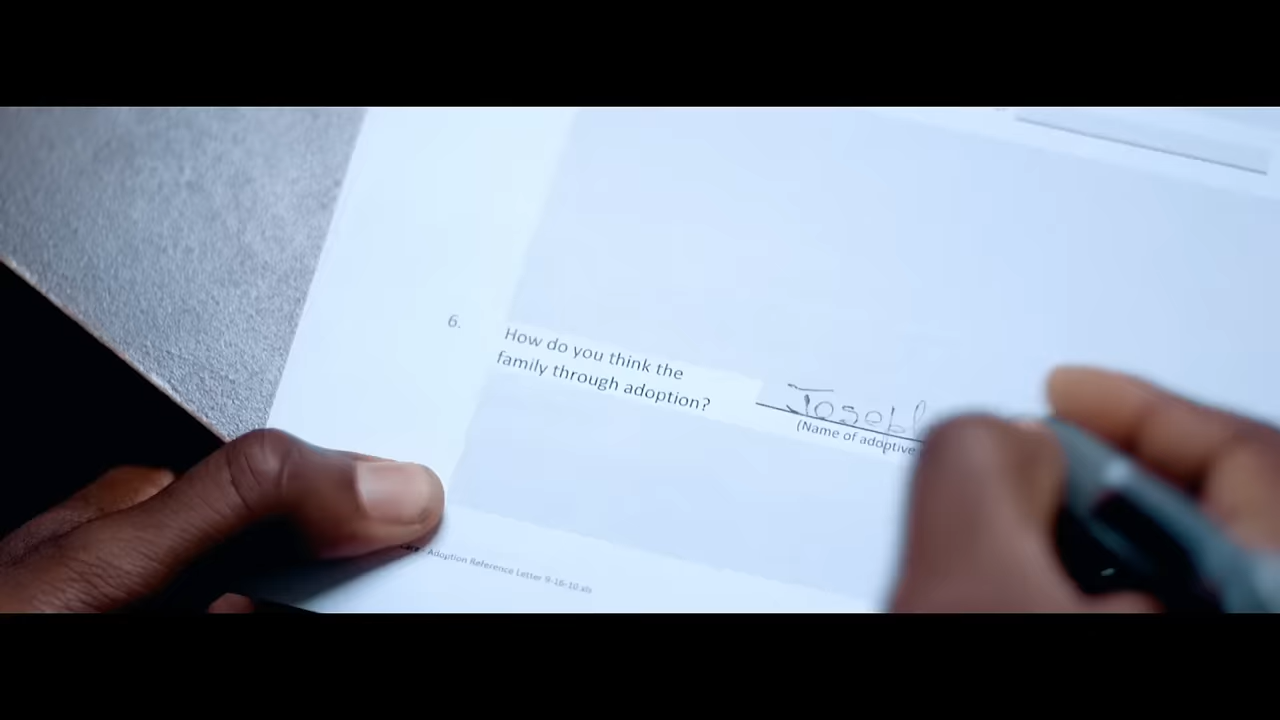 6.
How do you think the
family through adoption?
(Name of adoptive
Adoption Reference Letter 9-16-10.xls